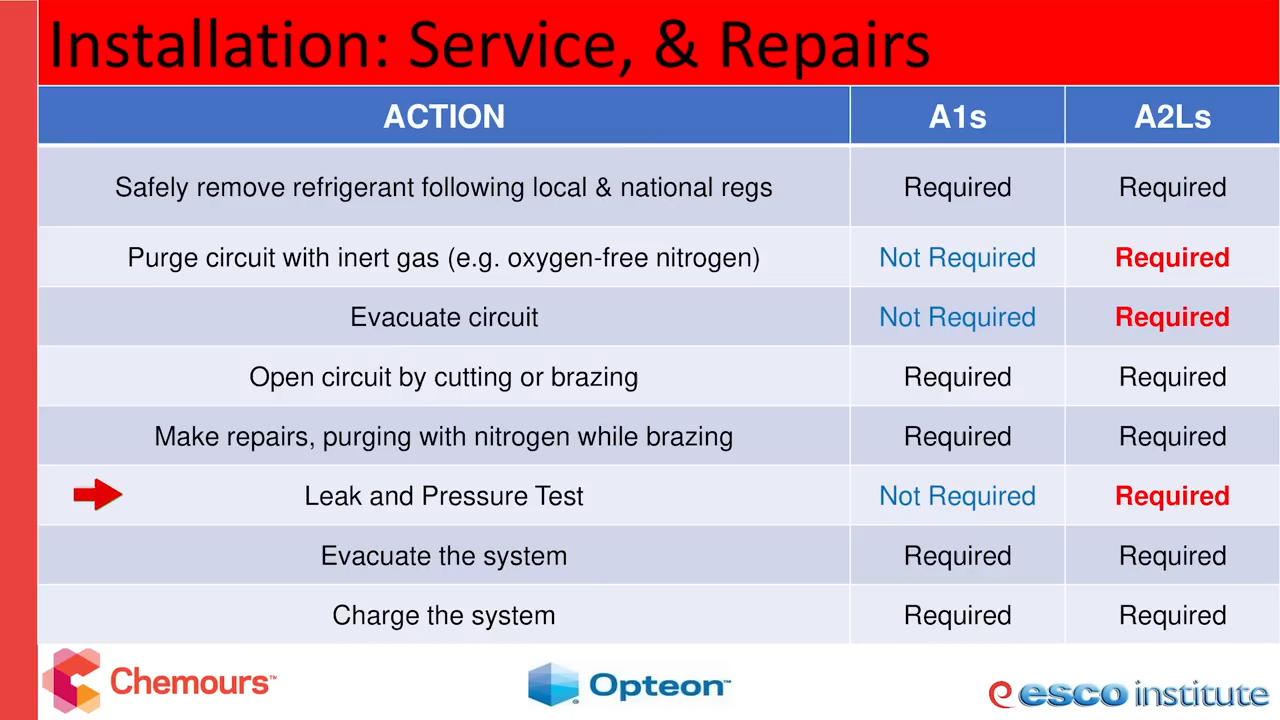 Installation: Service, & Repairs
ACTION A1s A2Ls
Safely remove refrigerant following local & national regs Required Required
Purge circuit with inert gas (e.g. oxygen-free nitrogen) Not Required Required
Evacuate circuit Not Required Required
Open circuit by cutting or brazing Required Required
Make repairs, purging with nitrogen while brazing Required Required
Leak and Pressure Test Not Required Required
Evacuate the system Required Required
Charge the system Required Required
Chemours™ Opteon™ esco institute